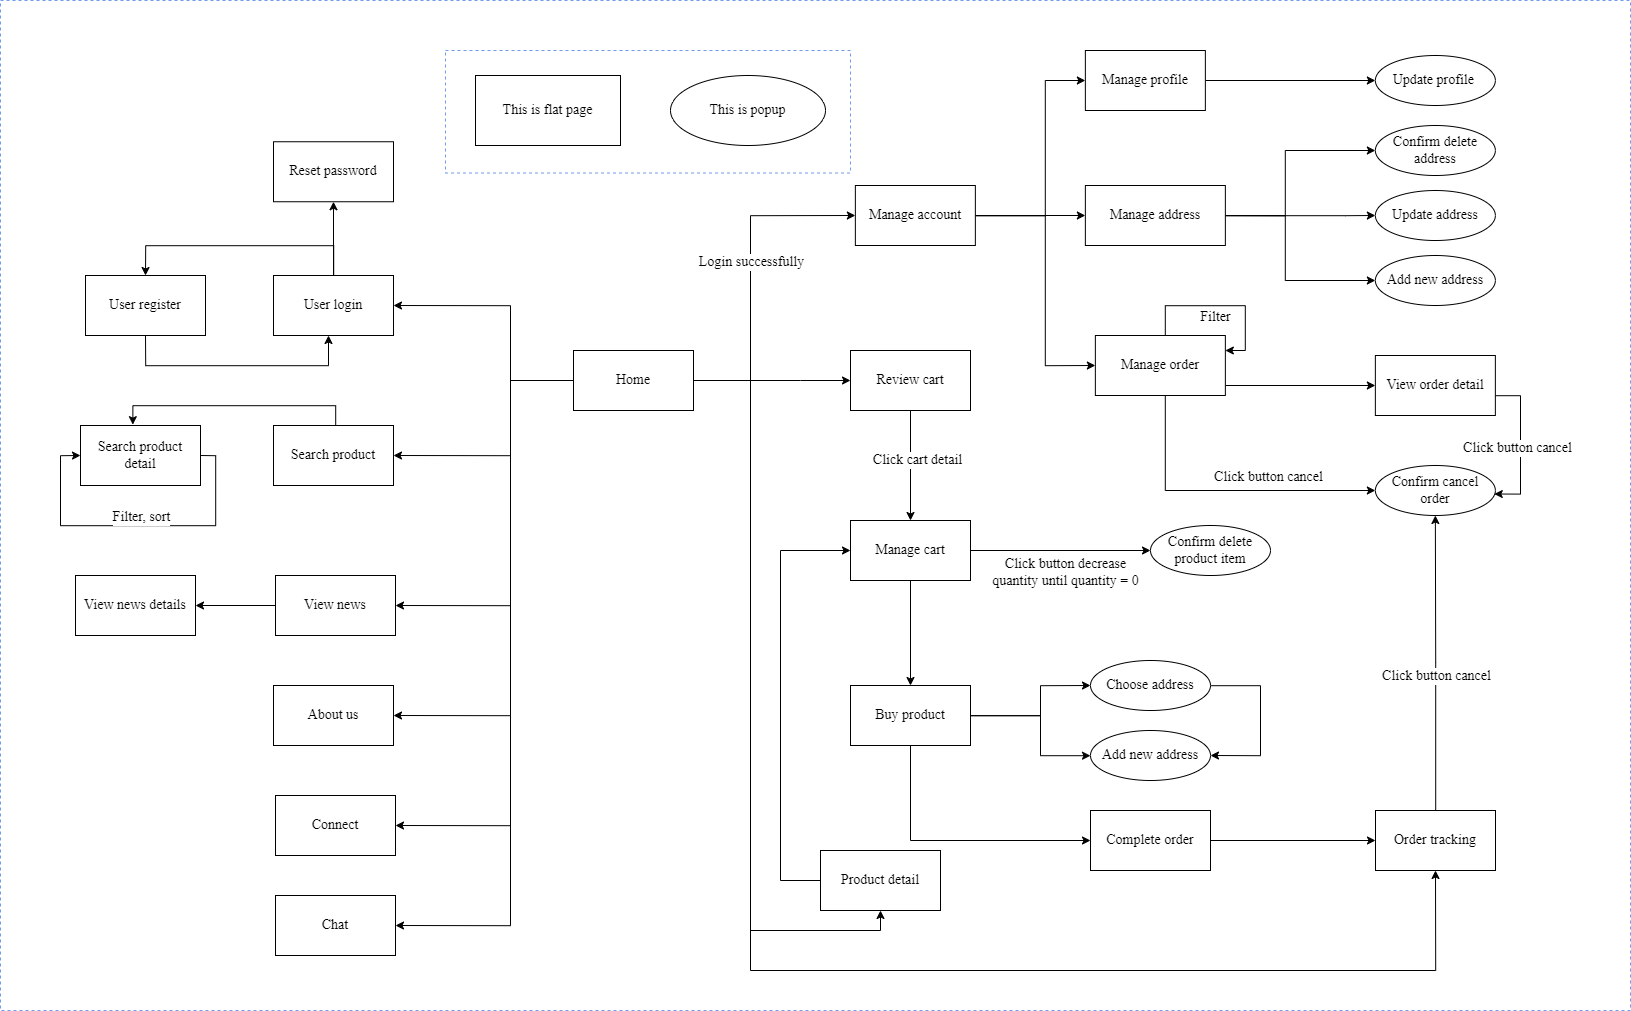 This is flat page
This is popup
Manage profile
Update profile
Confirm delete
address
Reset password
Manage account
Manage address
Update address
Login successfully
Add new address
User register
User login
Filter
Manage order
Home
Review cart
View order detail
Search product
detail
Search product
Click cart detail
Click button cancel
Click button cancel
Confirm cancel
order
Filter, sort
Manage cart
Confirm delete
product item
Click button decrease
quantity until quantity = 0
View news details
View news
Click button cancel
Choose address
About us
Buy product
Add new address
Connect
Complete order
Order tracking
Product detail
Chat